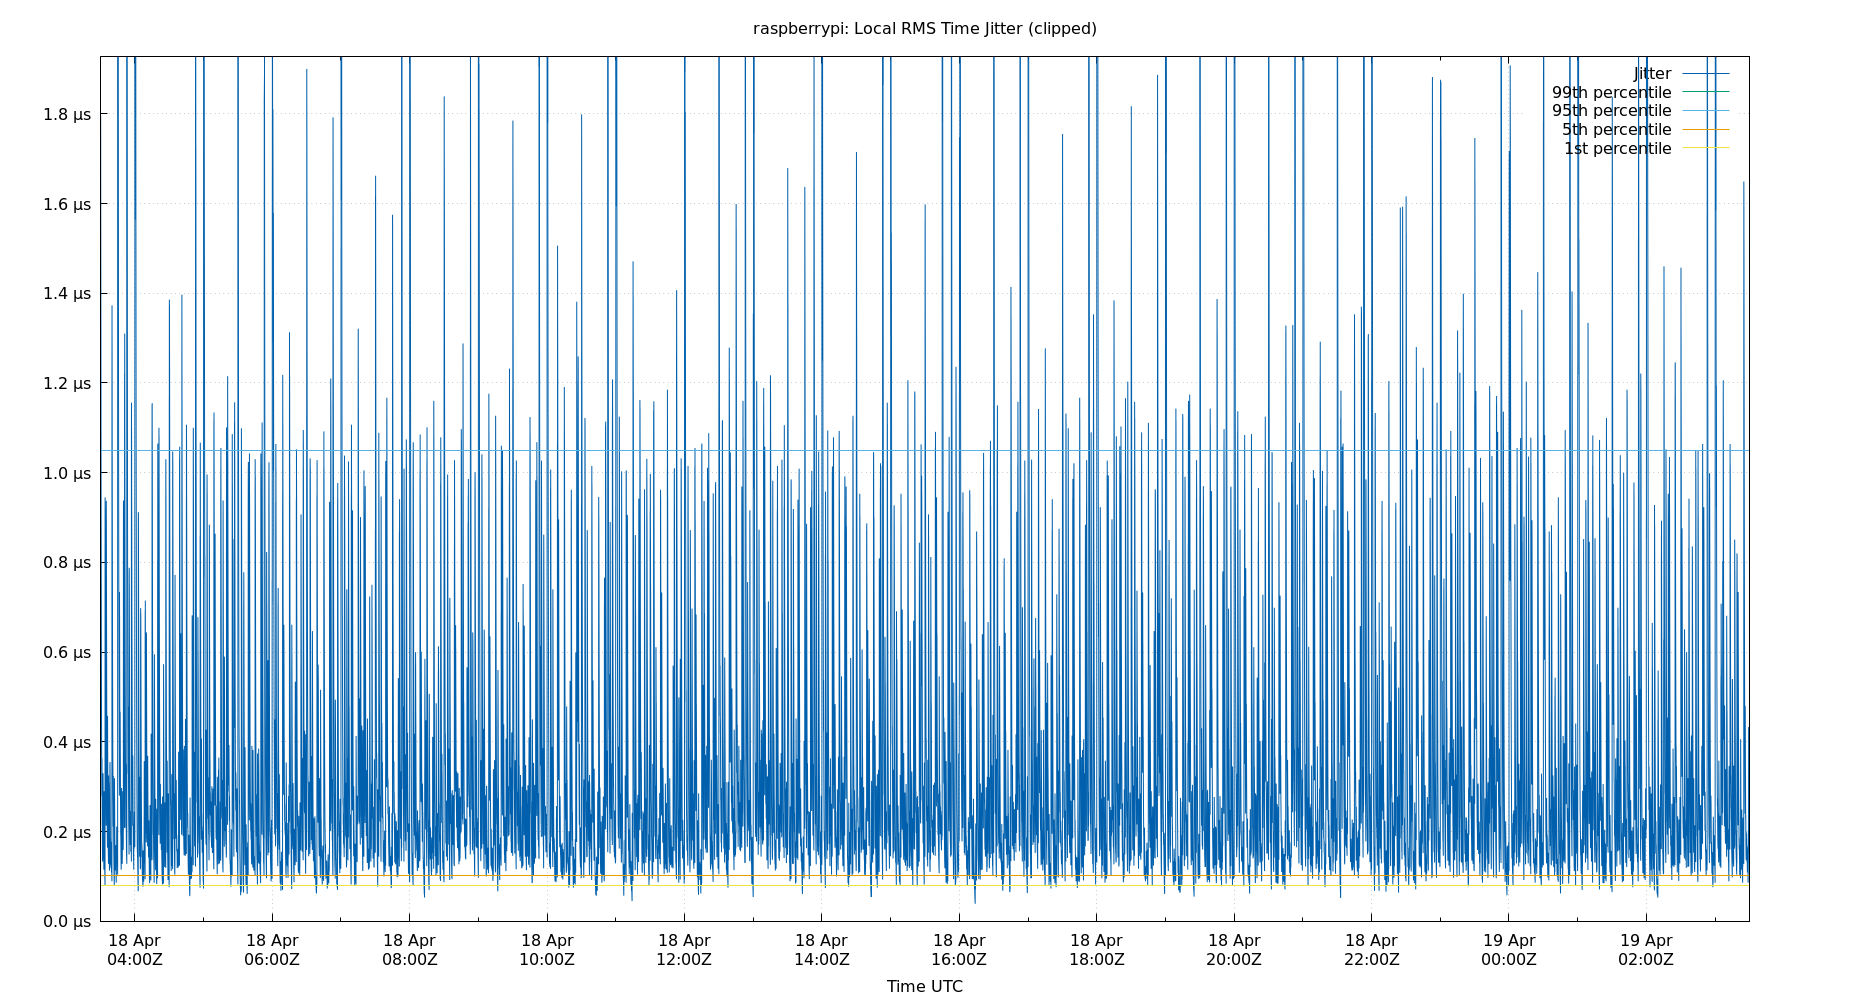 raspberrypi: Local RMS Time Jitter (clipped)
Jitter
99th percentile
95th percentile
5th percentile
1st percentile
1.8 µs
1.6 µs
1.4 µs
1.2 µs
1.0 µs
0.8 µs
0.6 µs
0.4 µs
0.2 µs
0.0 µs
18 Apr 18 Apr 18 Apr 18 Apr 18 Apr 18 Apr 18 Apr 18 Apr 18 Apr 18 Apr 19 Apr 19 Apr
04:00Z 06:00Z 08:00Z 10:00Z 12:00Z 14:00Z 16:00Z 18:00Z 20:00Z 22:00Z 00:00Z 02:00Z
Time UTC